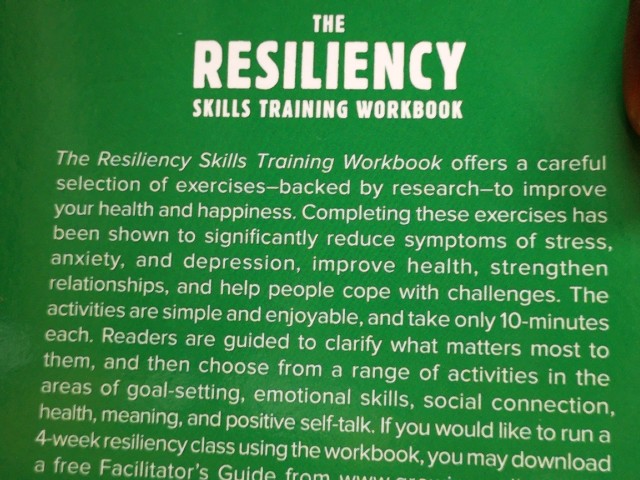 THE
RESILIENCY
SKILLS TRAINING WORKBOOK
The Resiliency Skills Training Workbook offers a careful
selection of exercises–backed by research–to improve
your health and happiness. Completing these exercises has
been shown to significantly reduce symptoms of stress,
anxiety, and depression, improve health, strengthen
relationships, and help people cope with challenges. The
activities are simple and enjoyable, and take only 10-minutes
each. Readers are guided to clarify what matters most to
them, and then choose from a range of activities in the
areas of goal-setting, emotional skills, social connection,
health, meaning, and positive self-talk. If you would like to run a
4-week resiliency class using the workbook, you may download
a free Facilitator's Guide from